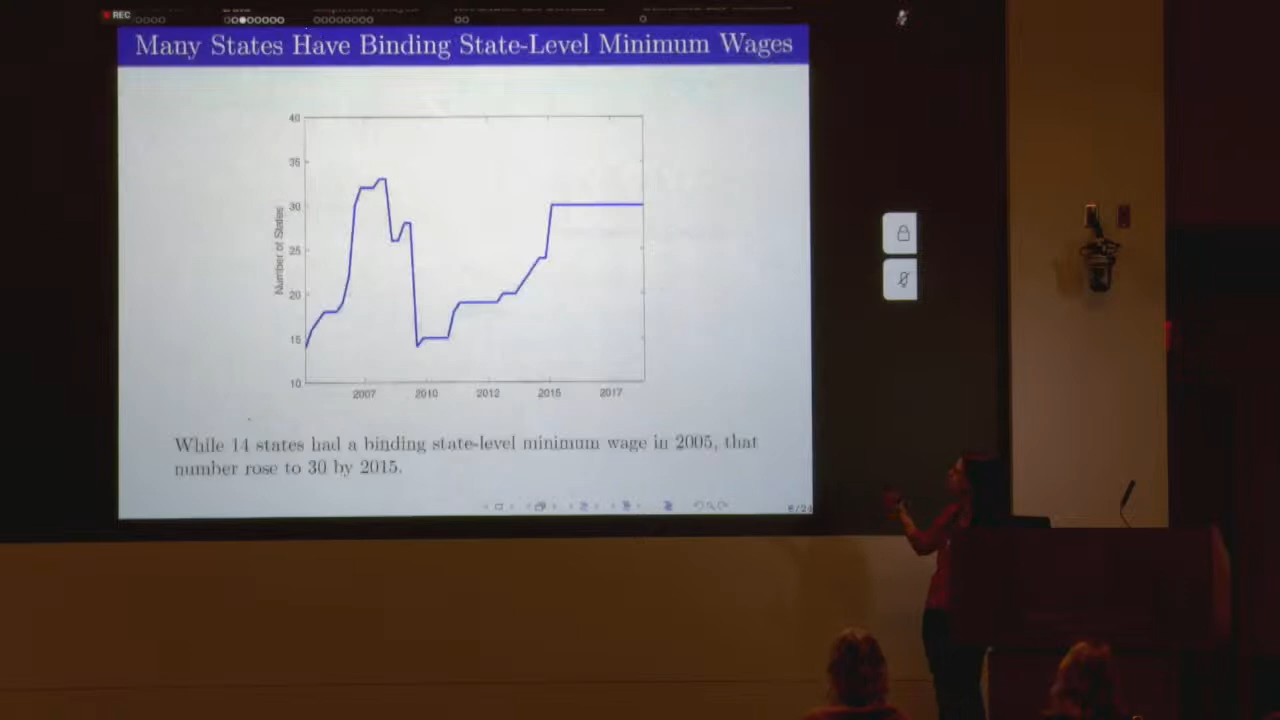 REC
Many States Have Binding State-Level Minimum Wages
40
35
30
25
20
15
10
Number of States
2007
2010
2012
2015
2017
While 14 states had a binding state-level minimum wage in 2005, that
number rose to 30 by 2015.